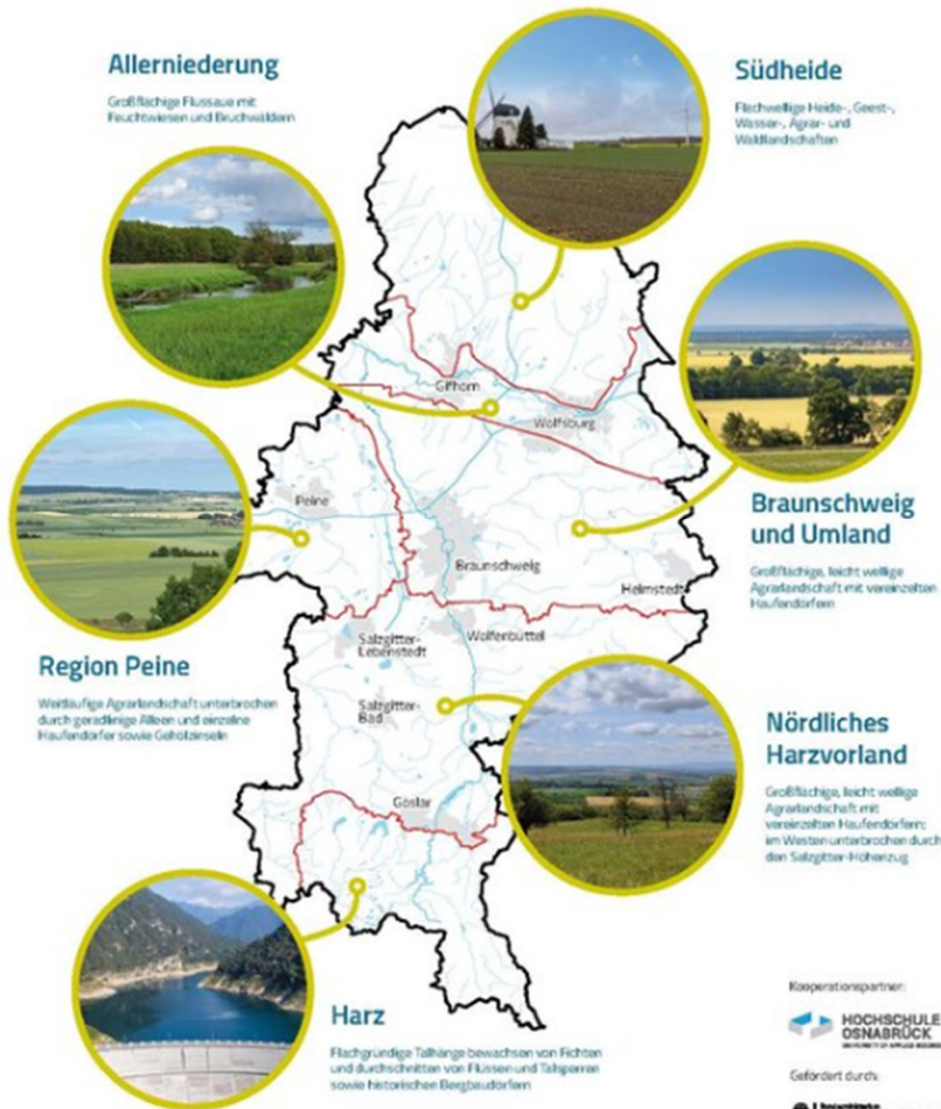 Allerniederung
Großflächige Flussaue mit
Feuchtwiesen und Bruchwäldern
Südheide
Flachwellige Heide-, Geest-,
Wasser-, Agrar- und
Waldlandschaften
Gifhorn
Wolfsburg
Peine
Braunschweig
Helmstedt
Braunschweig
und Umland
Großflächige, leicht wellige
Agrarlandschaft mit vereinzelten
Haufendörfern
Salzgitter-
Lebenstedt
Wolfenbüttel
Region Peine
Weitläufige Agrarlandschaft unterbrochen
durch geradlinige Alleen und einzelne
Haufendörfer sowie Gehölzinseln
Salzgitter-
Bad
Nördliches
Harzvorland
Großflächige, leicht wellige
Agrarlandschaft mit
vereinzelten Haufendörfern;
im Westen unterbrochen durch
den Salzgitter-Höhenzug
Goslar
Harz
Flachgründige Talhänge bewachsen von Fichten
und durchschnitten von Flüssen und Talsperren
sowie historischen Bergbaudörfern
Kooperationspartner:
HOCHSCHULE
OSNABRÜCK
Gefördert durch: